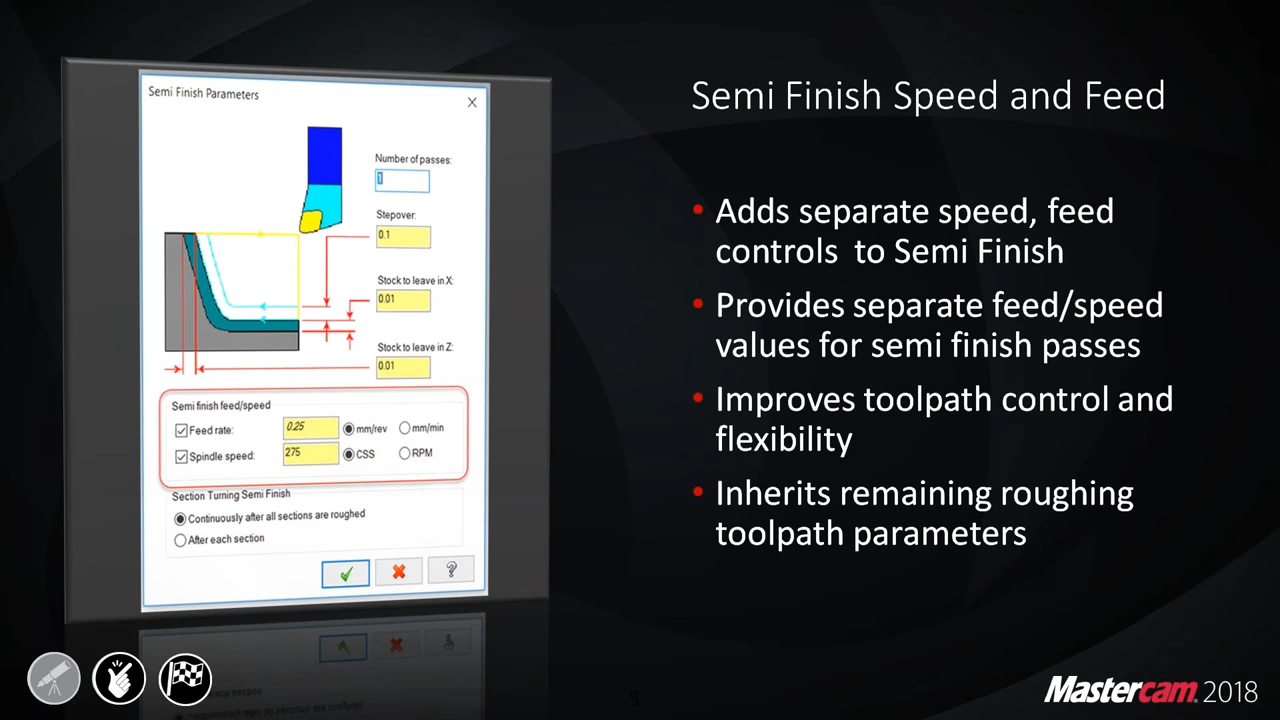 Semi Finish Parameters
Number of passes:
1
Stepover:
0.1
Stock to leave in X:
0.01
Stock to leave in Z:
0.01
Semi finish feed/speed
Feed rate:
0.25
mm/rev
mm/min
Spindle speed:
275
CSS
RPM
Section Turning Semi Finish
Continuously after all sections are roughed
After each section
Semi Finish Speed and Feed
• Adds separate speed, feed
controls to Semi Finish
• Provides separate feed/speed
values for semi finish passes
• Improves toolpath control and
flexibility
• Inherits remaining roughing
toolpath parameters
5
Mastercam. 2018